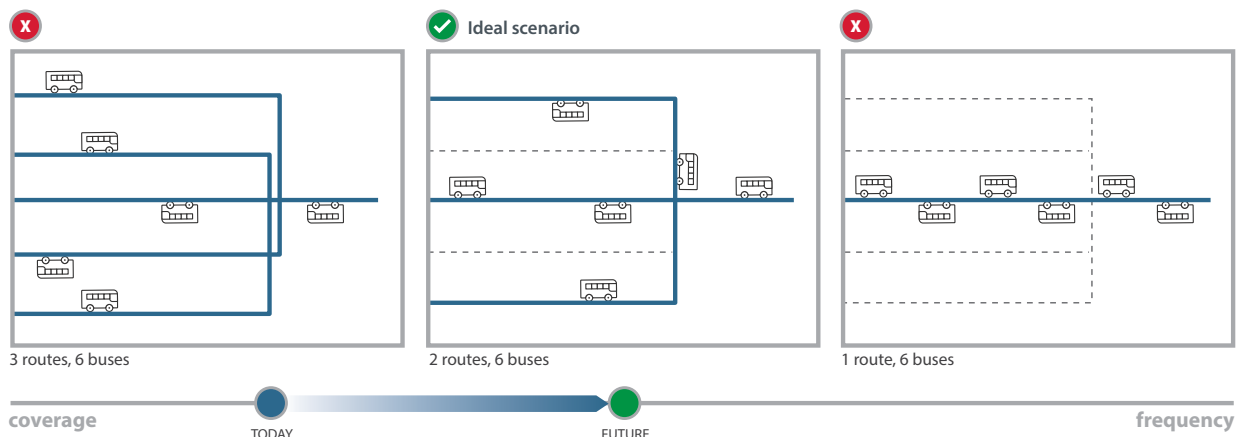 X
Ideal scenario
X
3 routes, 6 buses
2 routes, 6 buses
1 route, 6 buses
coverage
frequency
TODAY
FUTURE